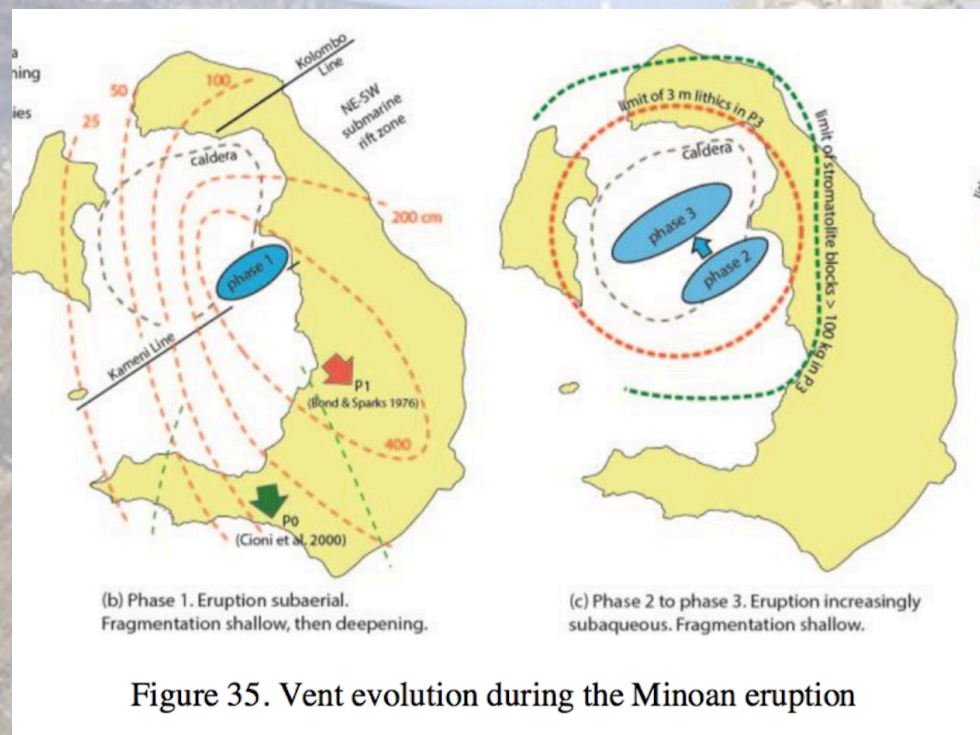 a
ning
ies
50
100
25
Kolombo
Line
NE-SW
submarine
rift zone
caldera
200 cm
phase 1
Kameni Line
P1
(Bond & Sparks 1976)
400
P0
(Cioni et al. 2000)
(b) Phase 1. Eruption subaerial.
Fragmentation shallow, then deepening.
limit of 3 m lithics in P3
caldera
limit of stromatolite blocks > 100 kg in P3
phase 3
phase 2
(c) Phase 2 to phase 3. Eruption increasingly
subaqueous. Fragmentation shallow.
Figure 35. Vent evolution during the Minoan eruption